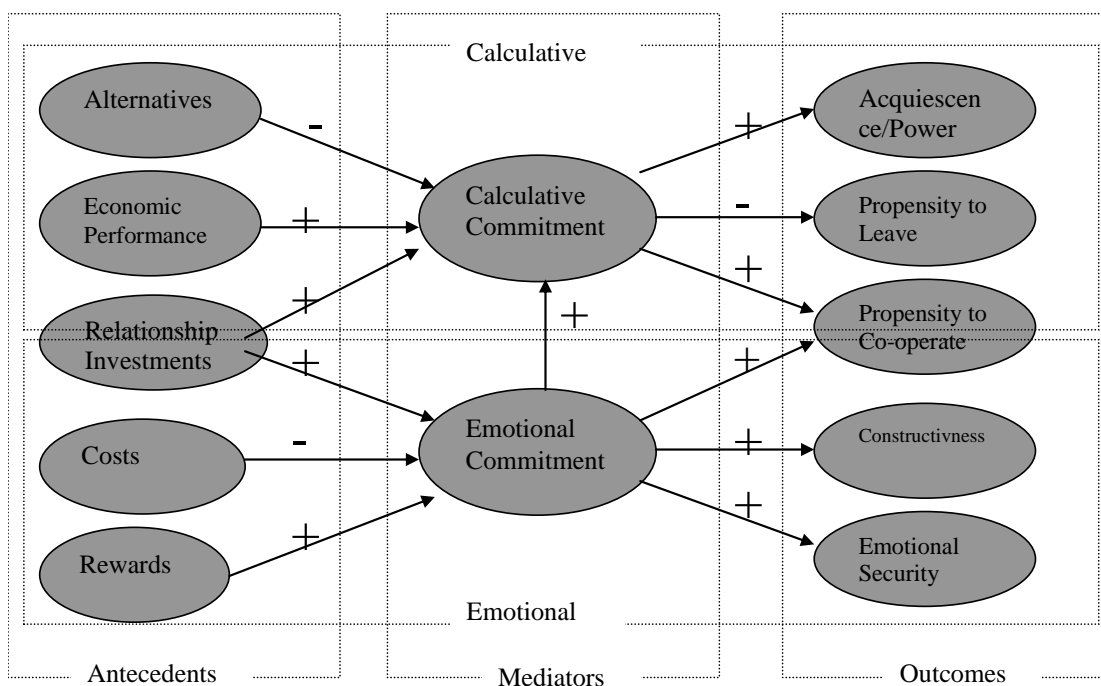 Calculative
Alternatives
-
+
Acquiescen
ce/Power
Economic
Performance
+
Calculative
Commitment
-
Propensity to
Leave
+
+
Relationship
Investments
+
+
+
Propensity to
Co-operate
Costs
-
Emotional
Commitment
+
Constructivness
Rewards
+
+
Emotional
Security
Emotional
Antecedents
Mediators
Outcomes